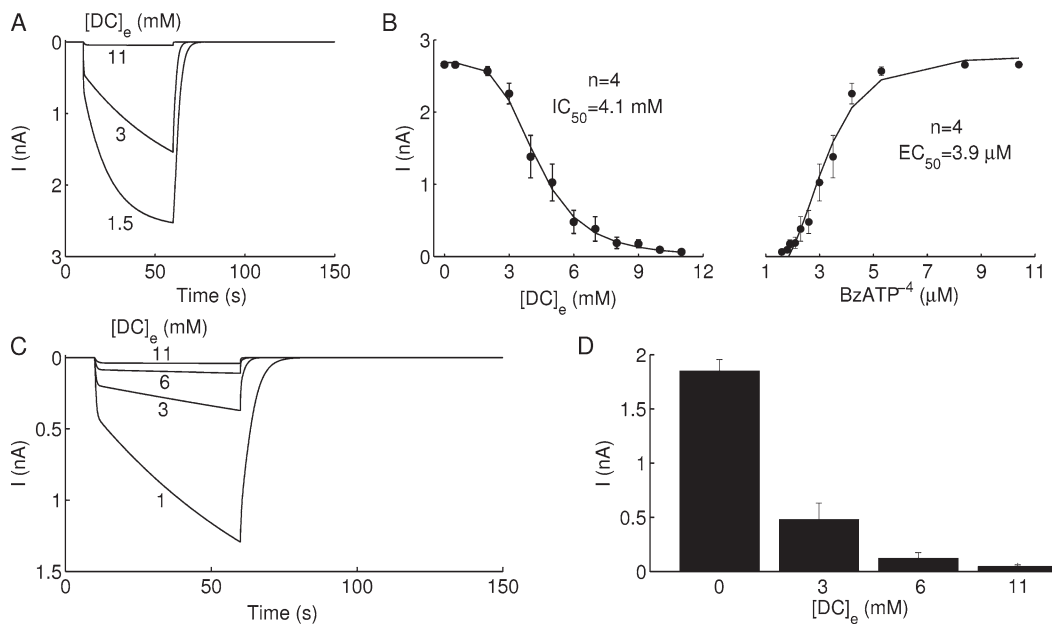 A
[DC]e (mM)
0
1
2
3
I (nA)
11
3
1.5
0 50 100 150
Time (s)
B
3
2
1
0
I (nA)
n=4
IC50=4.1 mM
0 3 6 9 12
[DC]e (mM)
n=4
EC50=3.9 μM
1 3 5 7 9 11
BzATP−4 (μM)
C
[DC]e (mM)
0
0.5
1
1.5
I (nA)
11
6
3
1
0 50 100 150
Time (s)
D
2
1.5
1
0.5
0
I (nA)
0 3 6 11
[DC]e (mM)